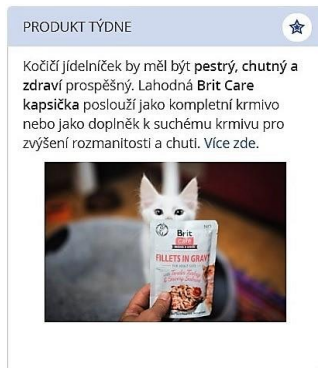 PRODUKT TÝDNE
Kočičí jídelníček by měl být pestrý, chutný a
zdraví prospěšný. Lahodná Brit Care
kapsička poslouží jako kompletní krmivo
nebo jako doplněk k suchému krmivu pro
zvýšení rozmanitosti a chuti. Více zde.
Brit
care
FILLETS IN GRAVY